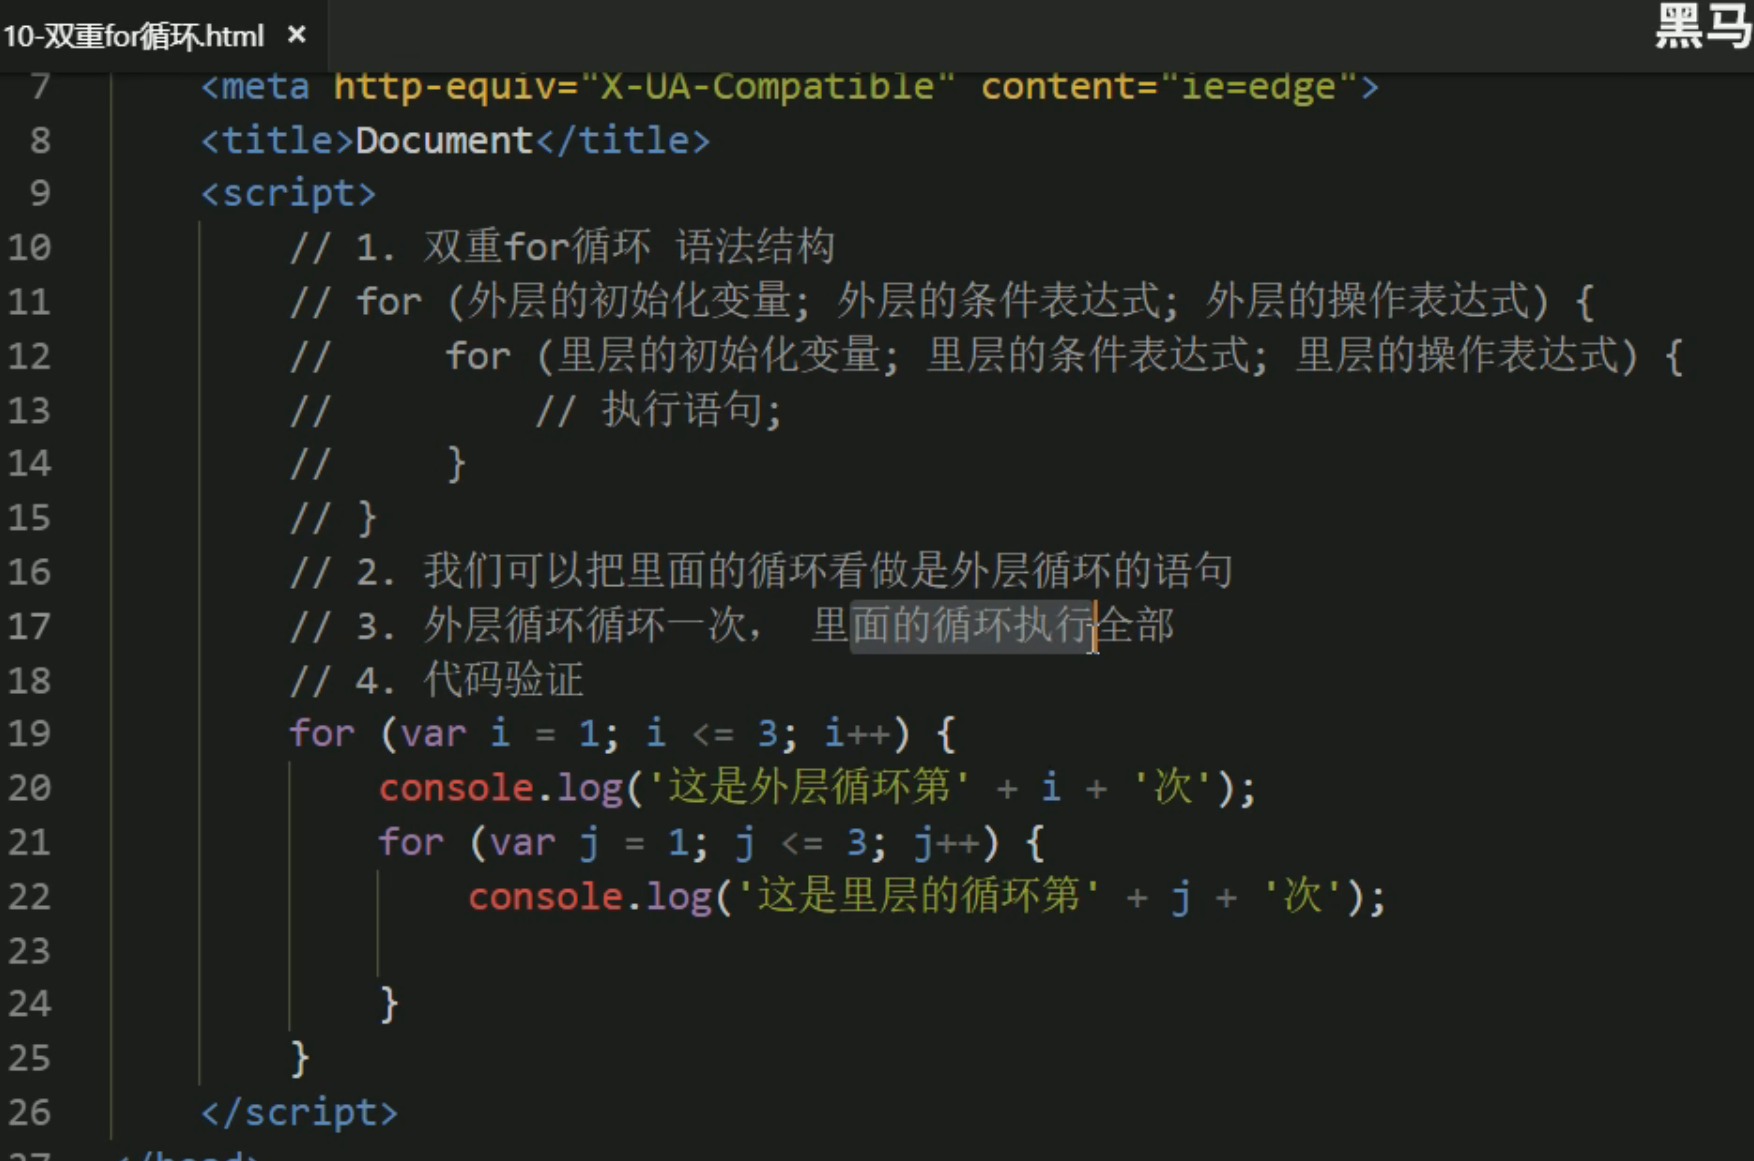 10-双重for循环.html ×
黑马
7 <meta http-equiv="X-UA-Compatible" content="ie=edge">
8 <title>Document</title>
9 <script>
10 // 1. 双重for循环 语法结构
11 // for (外层的初始化变量; 外层的条件表达式; 外层的操作表达式) {
12 //     for (里层的初始化变量; 里层的条件表达式; 里层的操作表达式) {
13 //         // 执行语句;
14 //     }
15 // }
16 // 2. 我们可以把里面的循环看做是外层循环的语句
17 // 3. 外层循环循环一次， 里面的循环执行全部
18 // 4. 代码验证
19 for (var i = 1; i <= 3; i++) {
20     console.log('这是外层循环第' + i + '次');
21     for (var j = 1; j <= 3; j++) {
22         console.log('这是里层的循环第' + j + '次');
23
24     }
25 }
26 </script>
27 </head>